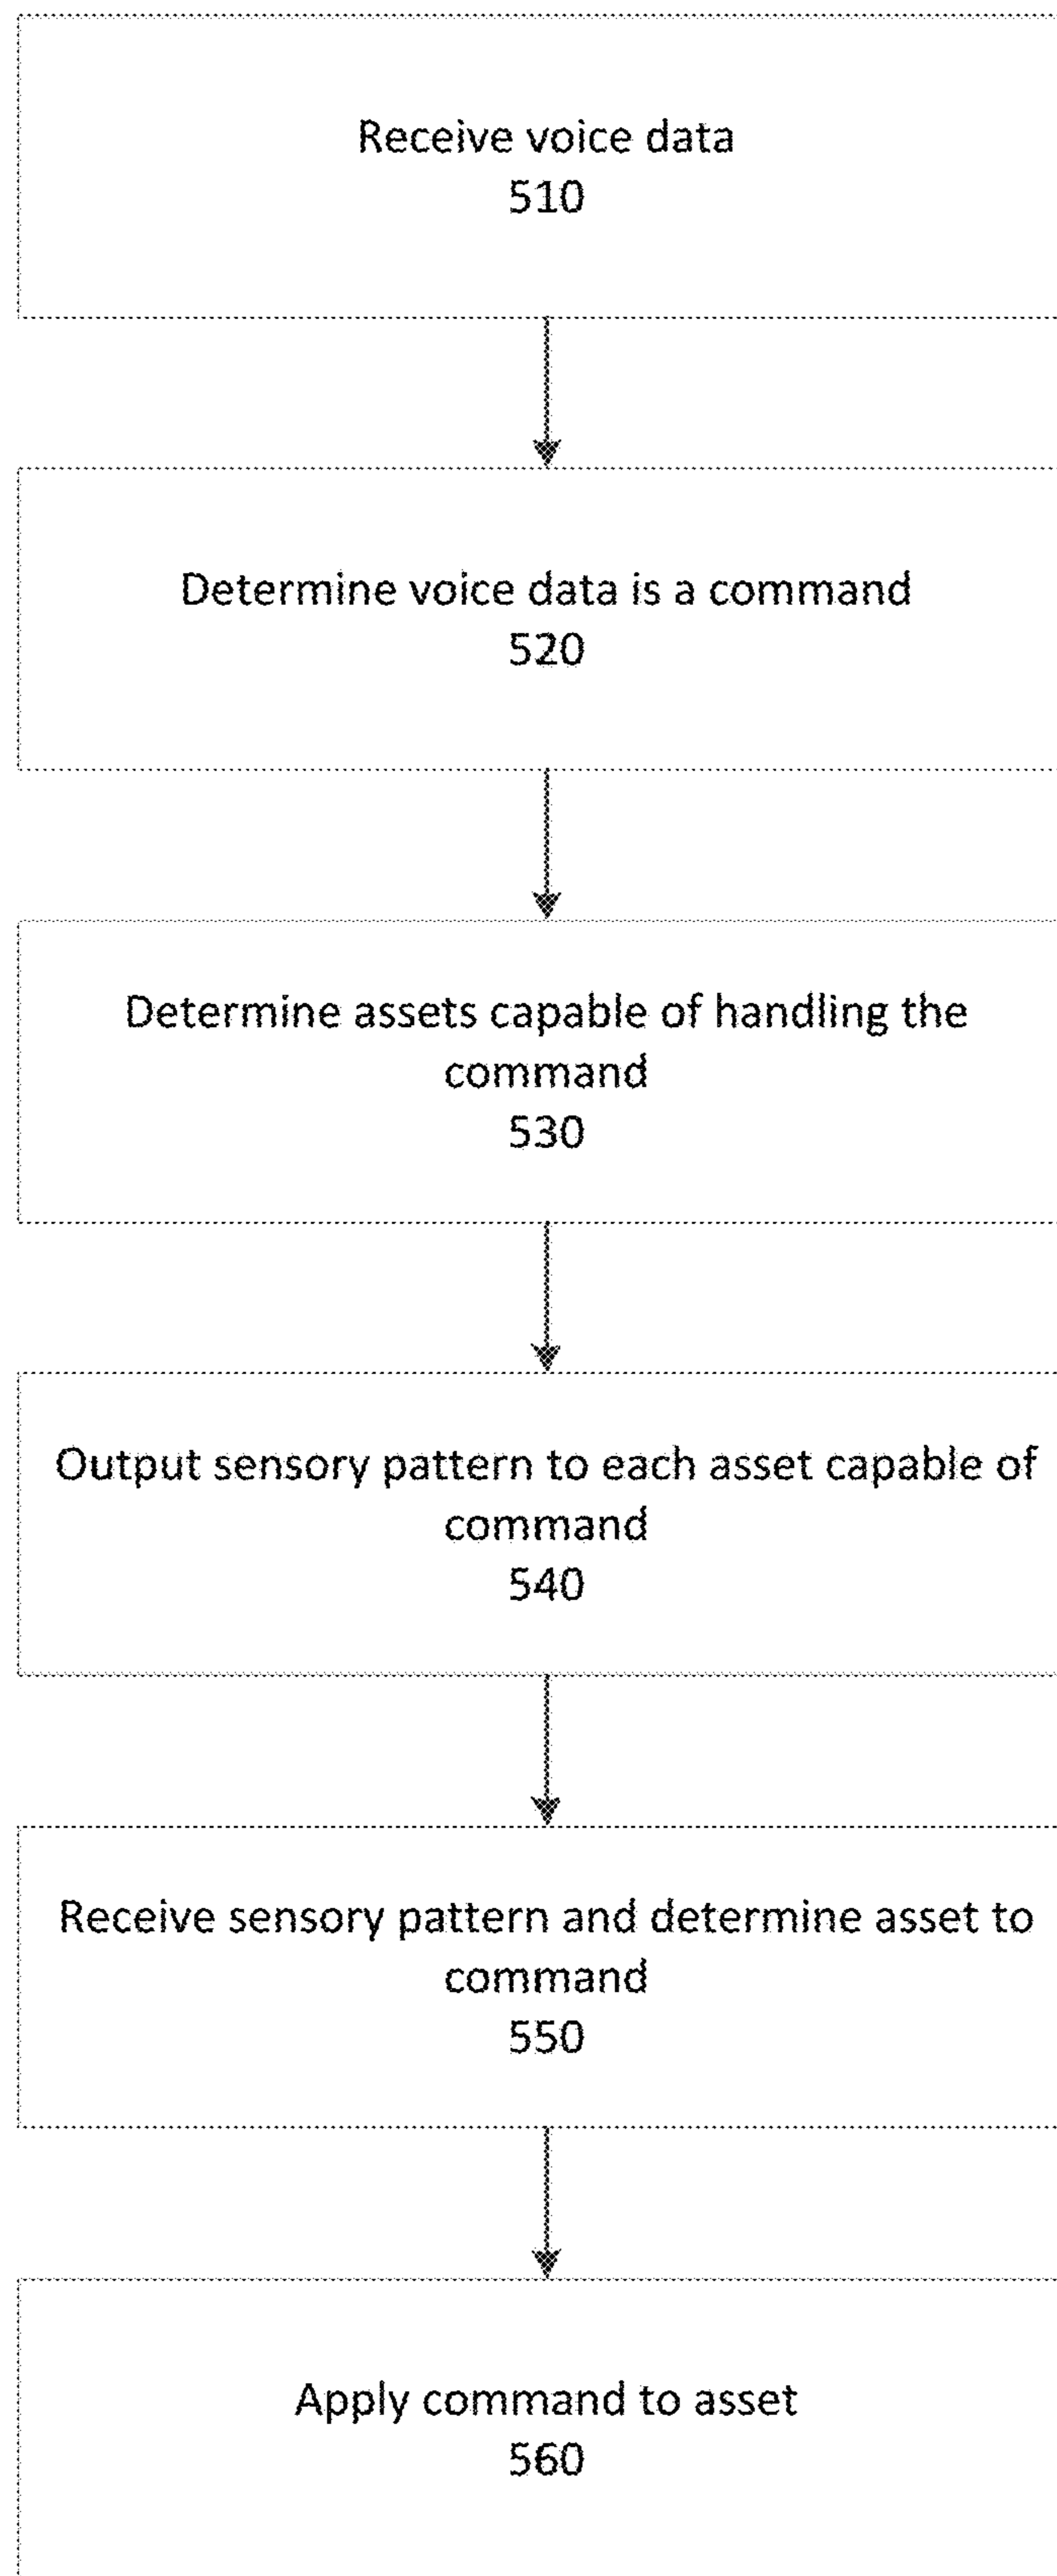 Receive voice data
510
Determine voice data is a command
520
Determine assets capable of handling the
command
530
Output sensory pattern to each asset capable of
command
540
Receive sensory pattern and determine asset to
command
550
Apply command to asset
560